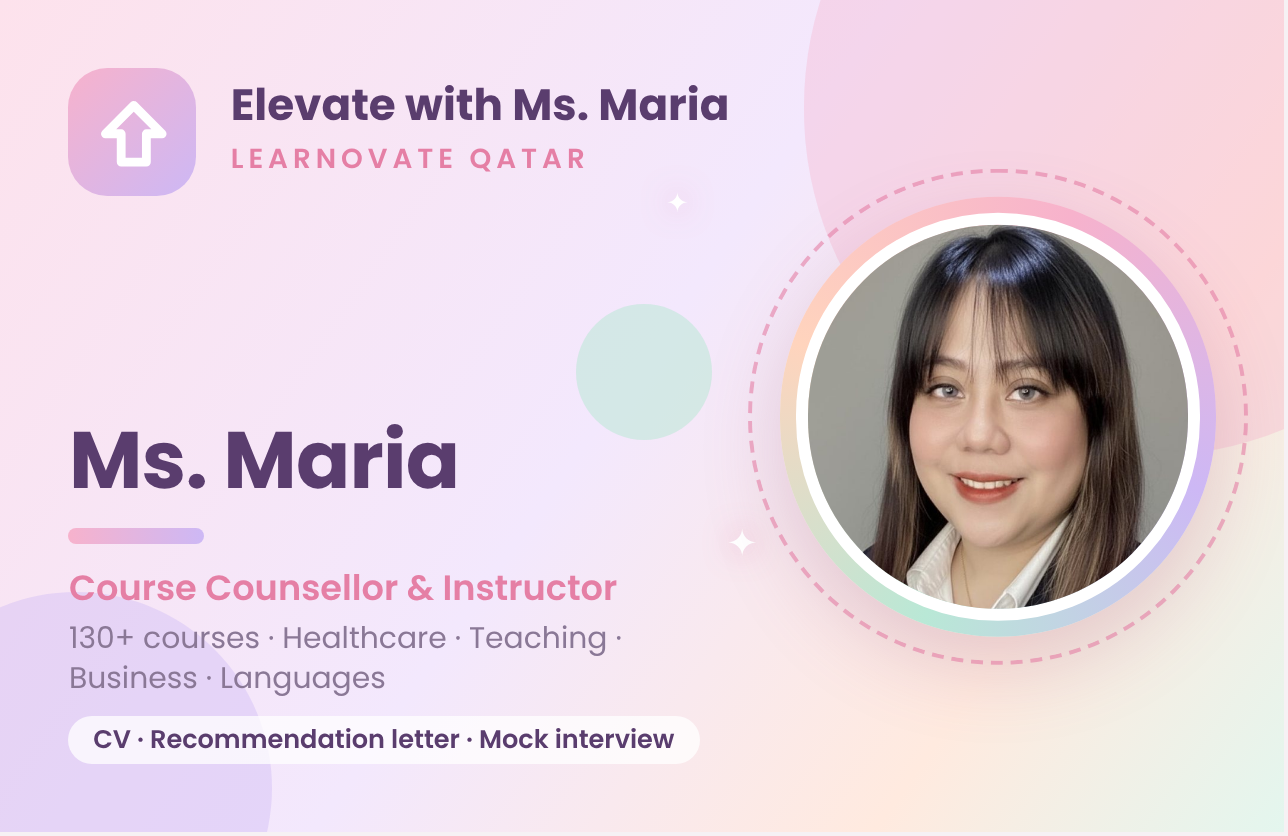 Elevate with Ms. Maria
LEARNOVATE QATAR
Ms. Maria
Course Counsellor & Instructor
130+ courses · Healthcare · Teaching ·
Business · Languages
CV · Recommendation letter · Mock interview